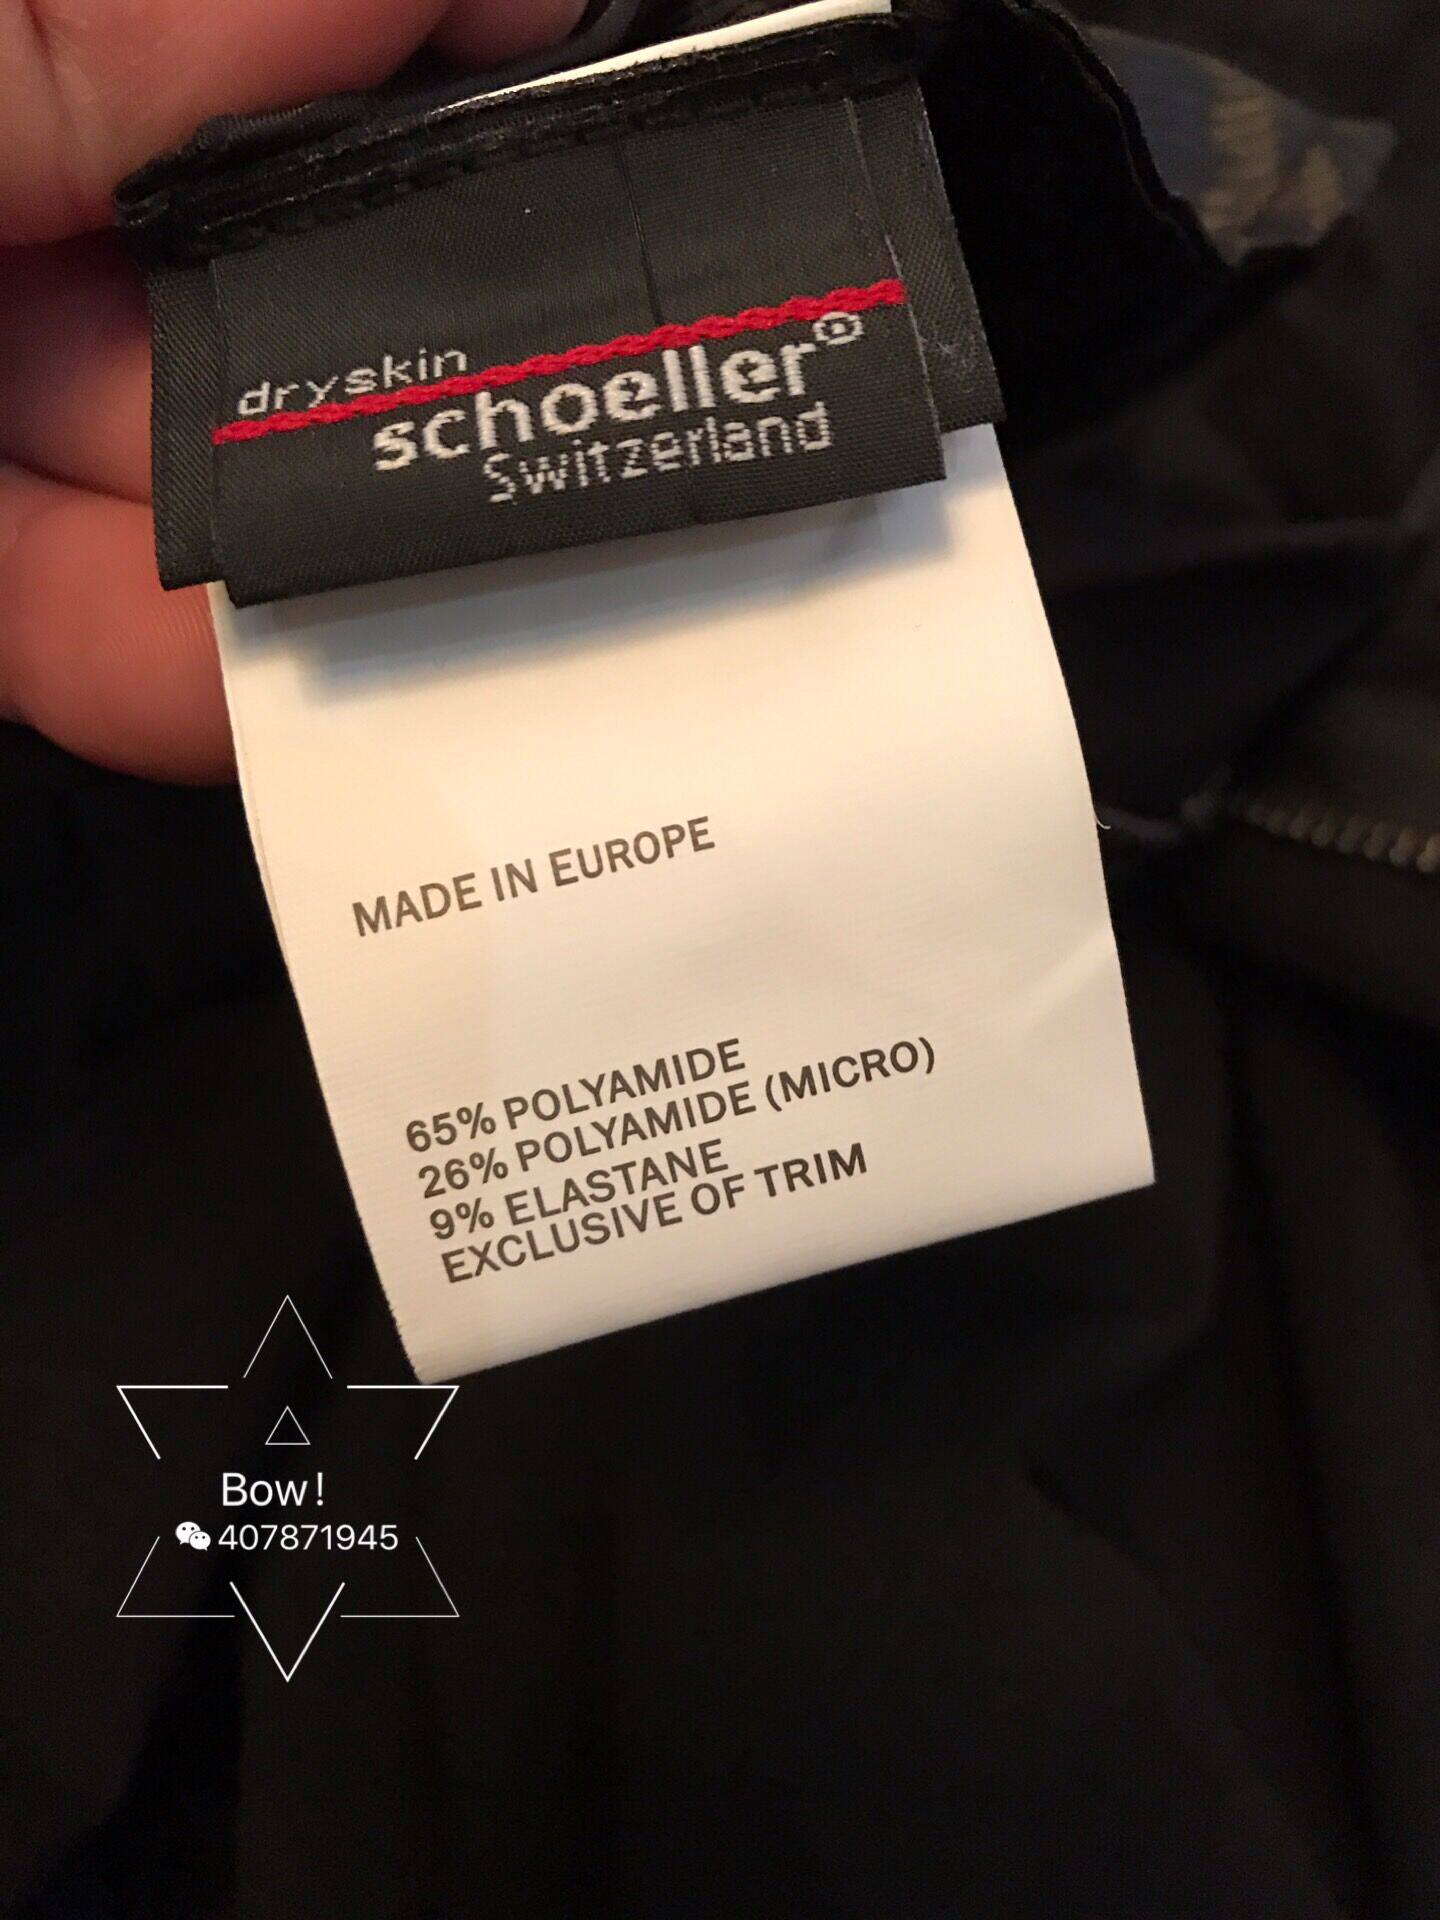 dryskin
schoeller®
Switzerland
MADE IN EUROPE
65% POLYAMIDE
26% POLYAMIDE (MICRO)
9% ELASTANE
EXCLUSIVE OF TRIM
Bow!
407871945